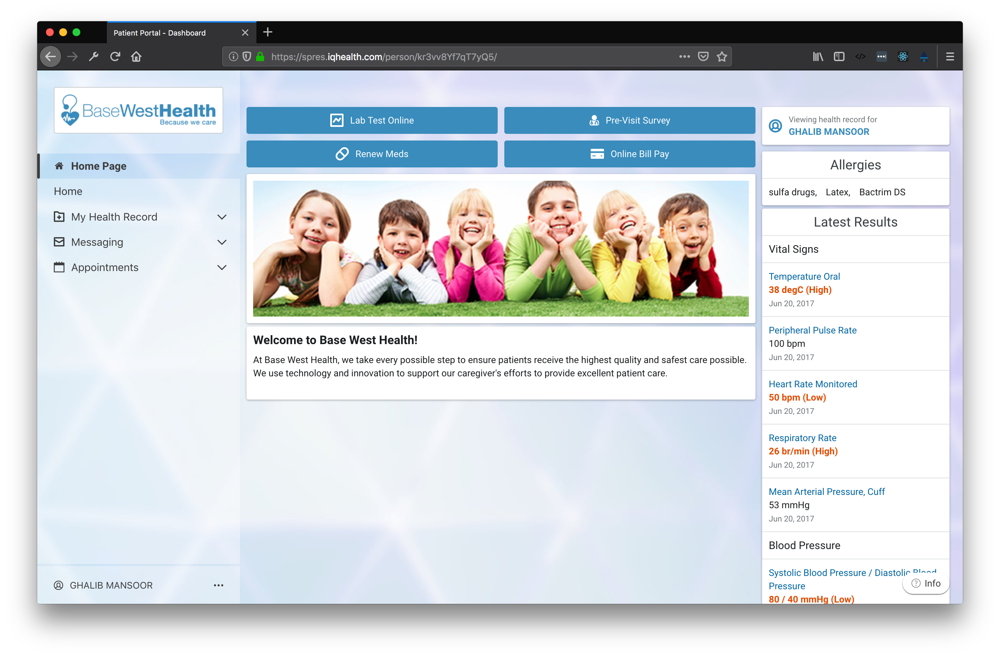 Patient Portal - Dashboard
https://spres.iqhealth.com/person/kr3vv8Yf7qT7yQ5/
BaseWestHealth
Because we care
Home Page
Home
My Health Record
Messaging
Appointments
GHALIB MANSOOR
Lab Test Online
Pre-Visit Survey
Renew Meds
Online Bill Pay
Welcome to Base West Health!
At Base West Health, we take every possible step to ensure patients receive the highest quality and safest care possible.
We use technology and innovation to support our caregiver's efforts to provide excellent patient care.
Viewing health record for
GHALIB MANSOOR
Allergies
sulfa drugs, Latex, Bactrim DS
Latest Results
Vital Signs
Temperature Oral
38 degC (High)
Jun 20, 2017
Peripheral Pulse Rate
100 bpm
Jun 20, 2017
Heart Rate Monitored
50 bpm (Low)
Jun 20, 2017
Respiratory Rate
26 br/min (High)
Jun 20, 2017
Mean Arterial Pressure, Cuff
53 mmHg
Jun 20, 2017
Blood Pressure
Systolic Blood Pressure / Diastolic Blood
Pressure
80 / 40 mmHg (Low)
Info